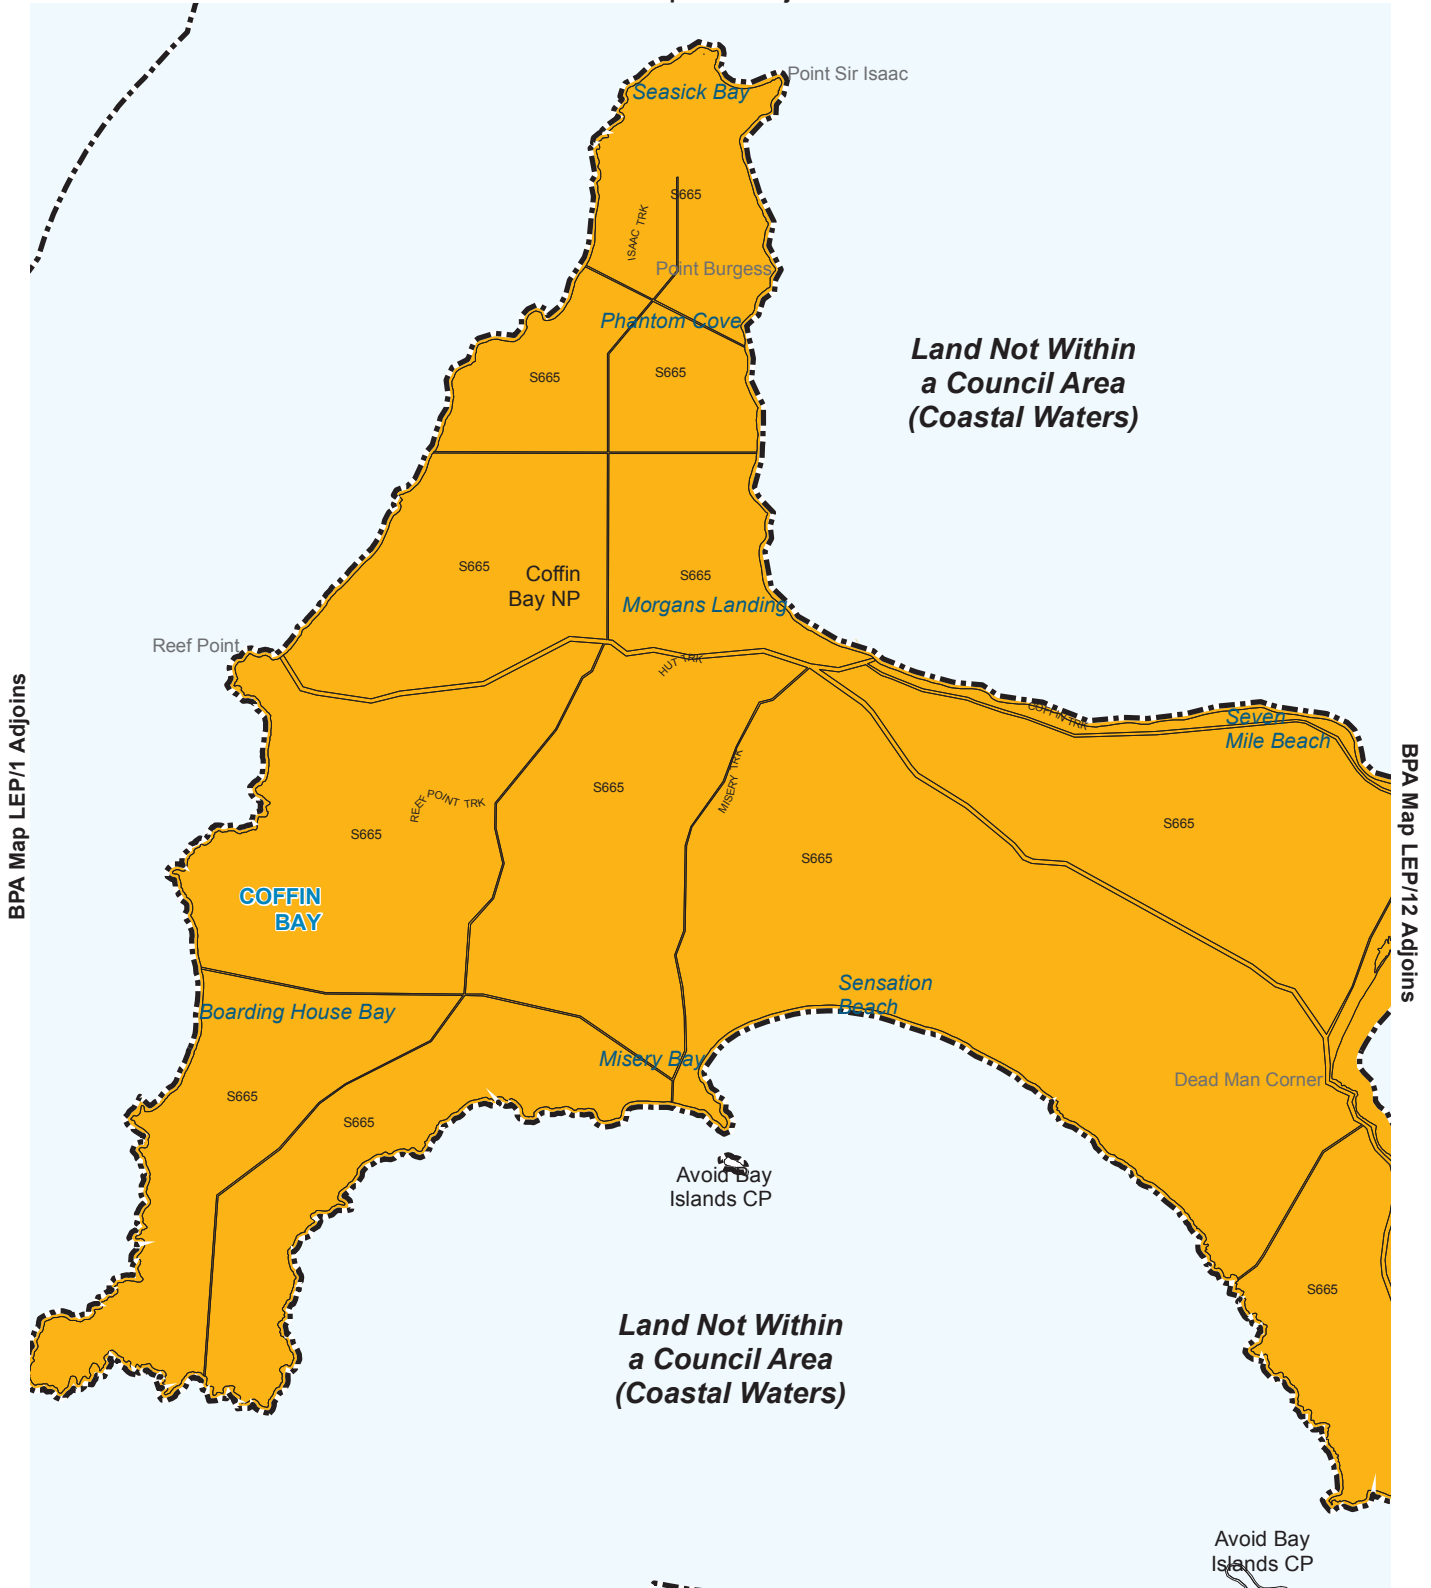 Point Sir Isaac
Seasick Bay
S665
ISAAC TRK
Point Burgess
Phantom Cove
Land Not Within
a Council Area
(Coastal Waters)
S665
S665
S665
Coffin
Bay NP
S665
Morgans Landing
Reef Point
HUT TRK
COFFIN TRK
Seven
Mile Beach
BPA Map LEP/1 Adjoins
BPA Map LEP/12 Adjoins
S665
MISERY TRK
REEF POINT TRK
S665
S665
S665
COFFIN
BAY
Sensation
Beach
Boarding House Bay
Misery Bay
Dead Man Corner
S665
S665
Avoid Bay
Islands CP
S665
Land Not Within
a Council Area
(Coastal Waters)
Avoid Bay
Islands CP